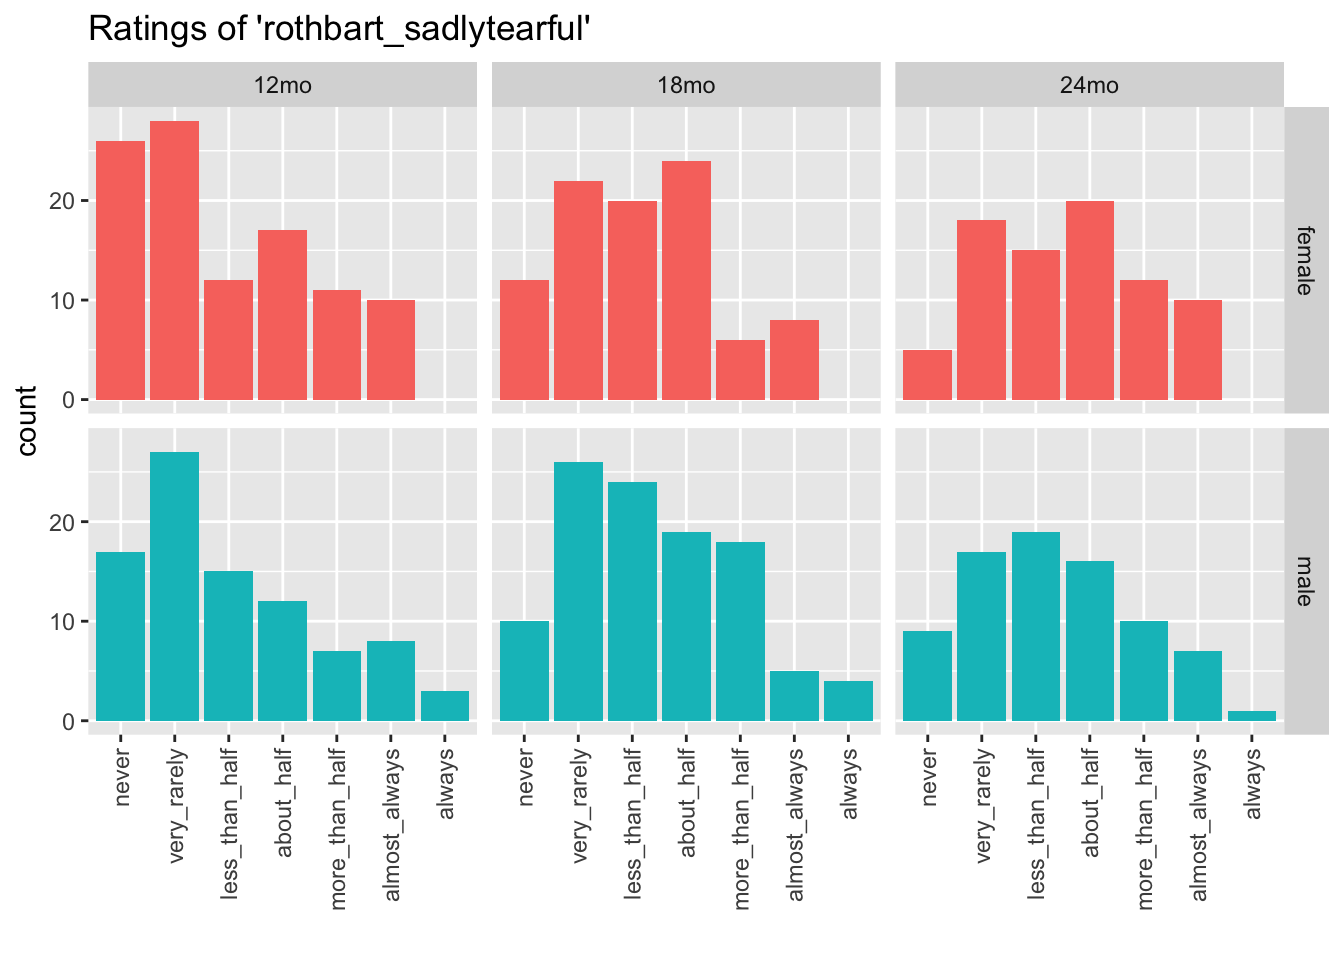 Ratings of 'rothbart_sadlytearful'
12mo 18mo 24mo
20
10
0
female
count
20
10
0
male
never very_rarely less_than_half about_half more_than_half almost_always always
never very_rarely less_than_half about_half more_than_half almost_always always
never very_rarely less_than_half about_half more_than_half almost_always always